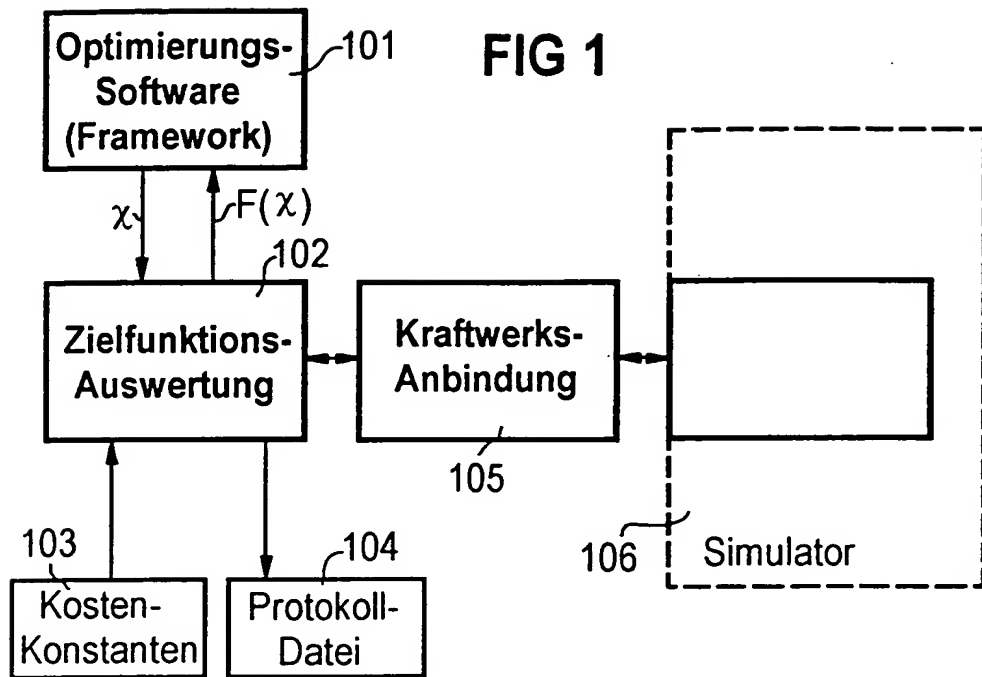 FIG 1
Optimierungs-
Software
(Framework)
101
χ
F(χ)
102
Zielfunktions-
Auswertung
Kraftwerks-
Anbindung
105
106
Simulator
103
Kosten-
Konstanten
104
Protokoll-
Datei